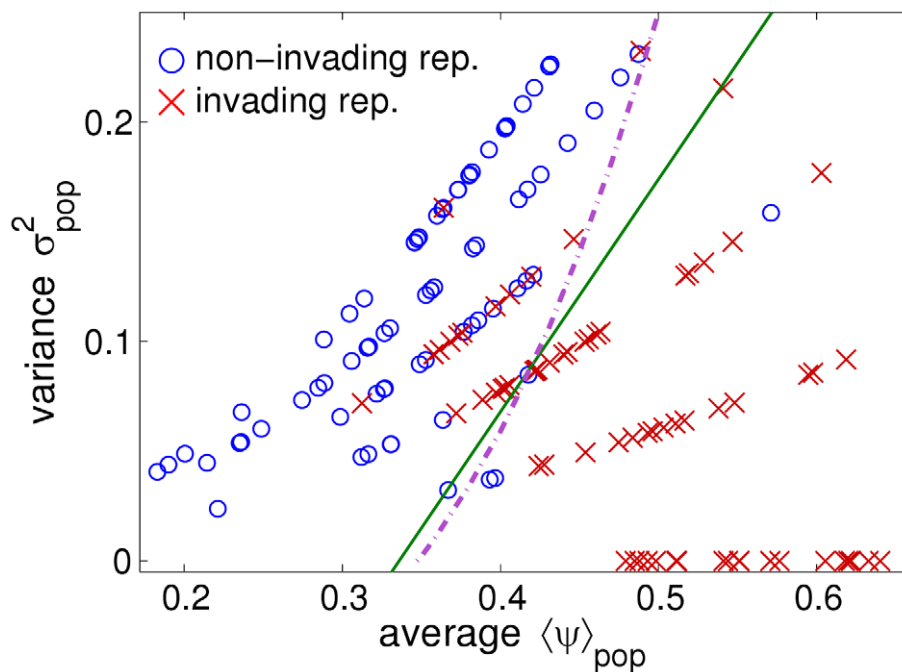 non-invading rep.
invading rep.
variance σ²pop
0.2
0.1
0
0.2 0.3 0.4 0.5 0.6
average ⟨ψ⟩pop